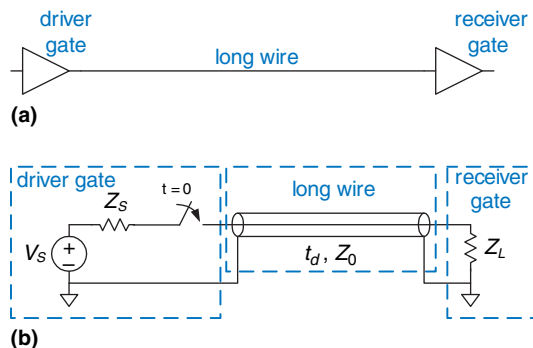 driver gate
long wire
receiver gate
(a)
driver gate
t = 0
Z_S
V_S
+
−
long wire
t_d , Z_0
receiver gate
Z_L
(b)